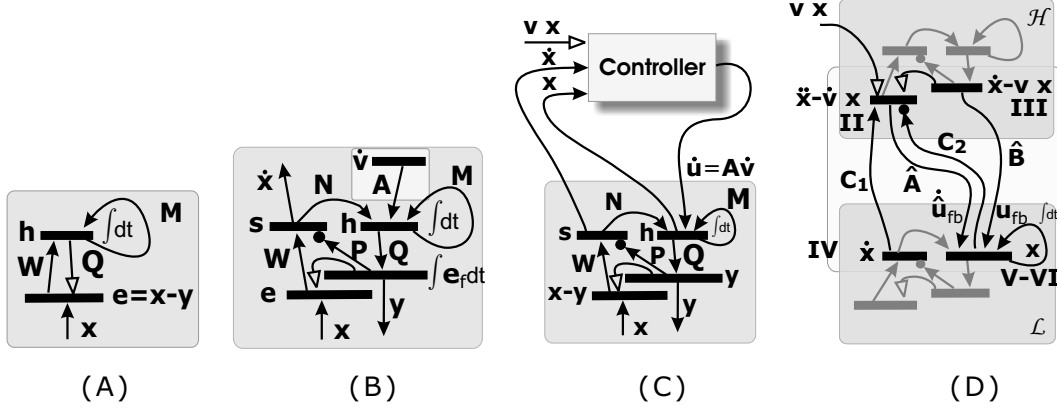 h
∫dt
M
W
Q
e=x-y
x
(A)
v̇
ẋ
N
A
M
s
h
∫dt
W
P
Q
e
∫e_f dt
x
y
(B)
v x
ẋ
x
Controller
u̇=Av̇
M
N
s
h
∫dt
W
P
Q
x-y
y
x
y
(C)
v x
ℋ
ẍ-v̇ x
II
ẋ-v x
III
C₁
C₂
Â
B̂
u̇̂_fb
u_fb
∫dt
IV
ẋ
x
V-VI
ℒ
(D)